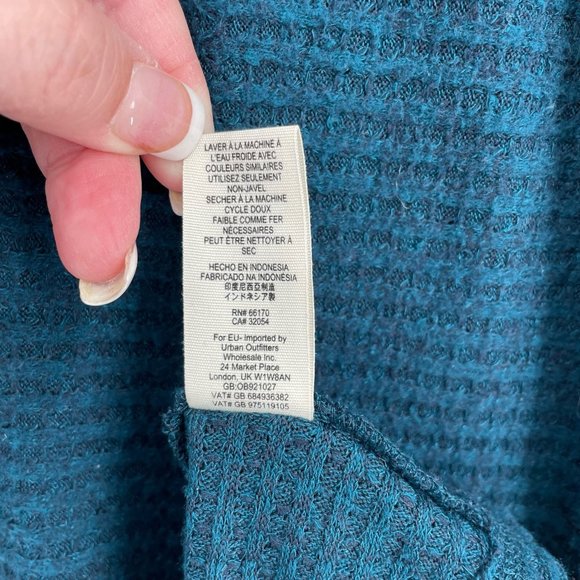 LAVER À LA MACHINE À
L'EAU FROIDE AVEC
COULEURS SIMILAIRES
UTILISEZ SEULEMENT
NON-JAVEL
SECHER A LA MACHINE
CYCLE DOUX
FAIBLE COMME FER
NÉCESSAIRES
PEUT ÊTRE NETTOYER À
SEC
HECHO EN INDONESIA
FABRICADO NA INDONÉSIA
印度尼西亞制造
インドネシア製
RN# 66170
CA# 32054
For EU- Imported by
Urban Outfitters
Wholesale Inc.
24 Market Place
London, UK W1W8AN
GB:OB921027
VAT# GB 684936382
VAT# GB 975119105